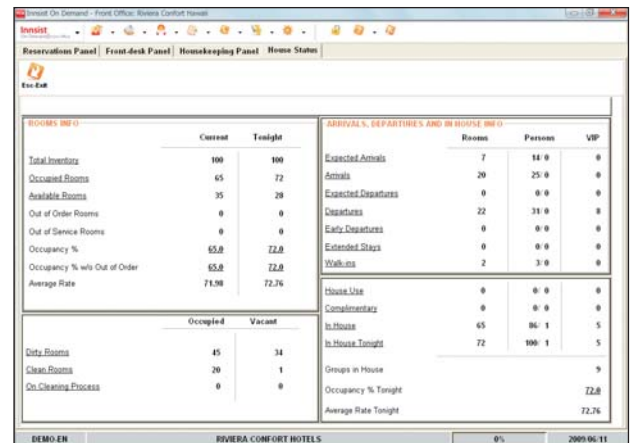 Innsist On Demand - Front Office: Riviera Confort Hawaii
Innsist
Reservations Panel Front-desk Panel Housekeeping Panel House Status
Esc-Exit
ROOMS INFO
Current Tonight
Total Inventory 100 100
Occupied Rooms 65 72
Available Rooms 35 28
Out of Order Rooms 0 0
Out of Service Rooms 0 0
Occupancy % 65.0 72.0
Occupancy % w/o Out of Order 65.0 72.0
Average Rate 71.98 72.76
Occupied Vacant
Dirty Rooms 45 34
Clean Rooms 20 1
On Cleaning Process 0 0
ARRIVALS, DEPARTURES AND IN HOUSE INFO
Rooms Persons VIP
Expected Arrivals 7 14/ 0 0
Arrivals 20 25/ 0 0
Expected Departures 0 0/ 0 0
Departures 22 31/ 0 8
Early Departures 0 0/ 0 0
Extended Stays 0 0/ 0 0
Walk-ins 2 3/ 0 0
House Use 0 0/ 0 0
Complimentary 0 0/ 0 0
In House 65 86/ 1 5
In House Tonight 72 100/ 1 5
Groups in House 9
Occupancy % Tonight 72.0
Average Rate Tonight 72.76
DEMO-EN RIVIERA CONFORT HOTELS 0% 2009/06/11